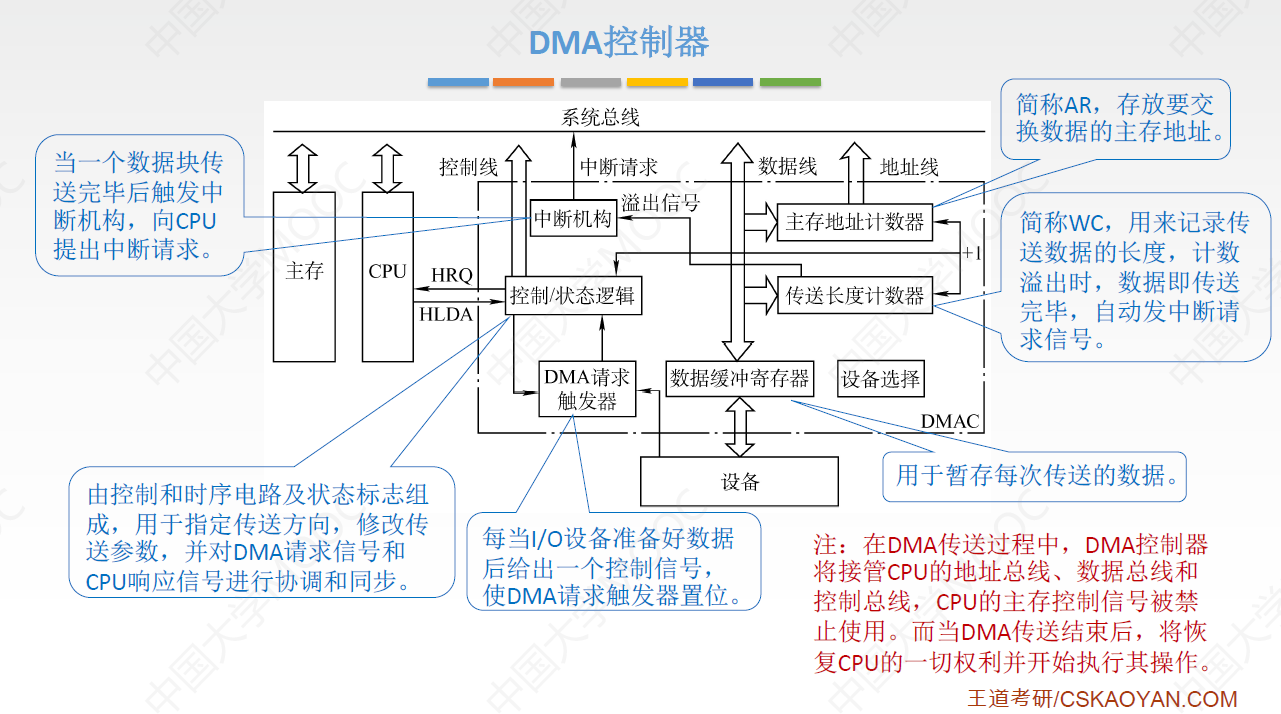 DMA控制器
系统总线
当一个数据块传
送完毕后触发中
断机构，向CPU
提出中断请求。
控制线
中断请求
数据线
地址线
简称AR，存放要交
换数据的主存地址。
中断机构
溢出信号
主存地址计数器
+1
主存
CPU
HRQ
HLDA
控制/状态逻辑
传送长度计数器
简称WC，用来记录传
送数据的长度，计数
溢出时，数据即传送
完毕，自动发中断请
求信号。
DMA请求
触发器
数据缓冲寄存器
设备选择
DMAC
设备
用于暂存每次传送的数据。
由控制和时序电路及状态标志组
成，用于指定传送方向，修改传
送参数，并对DMA请求信号和
CPU响应信号进行协调和同步。
每当I/O设备准备好数据
后给出一个控制信号，
使DMA请求触发器置位。
注：在DMA传送过程中，DMA控制器
将接管CPU的地址总线、数据总线和
控制总线，CPU的主存控制信号被禁
止使用。而当DMA传送结束后，将恢
复CPU的一切权利并开始执行其操作。
王道考研/CSKAOYAN.COM
中国大学MOOC